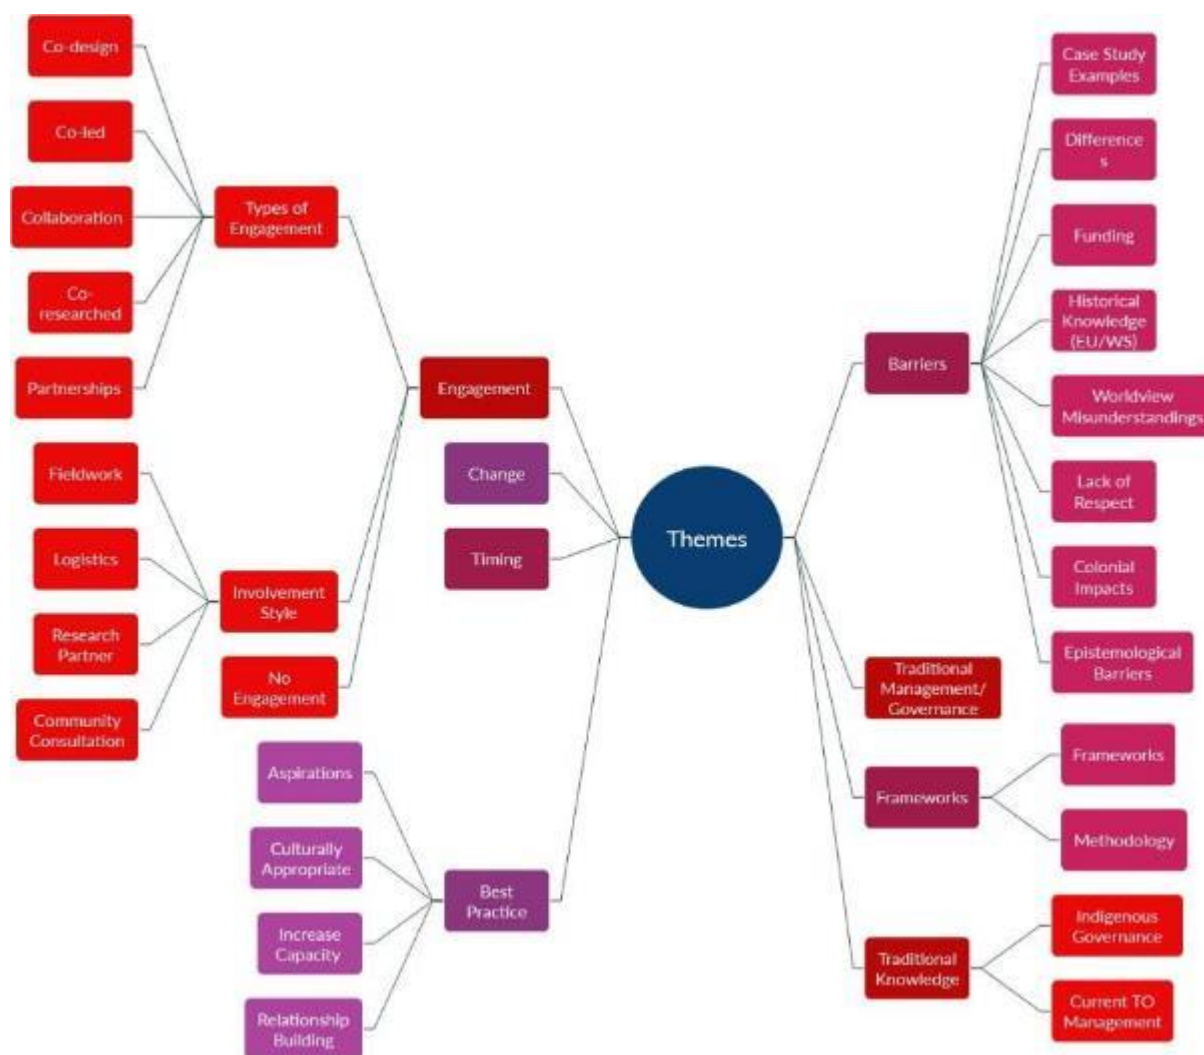 Co-design
Co-led
Collaboration
Co-
researched
Partnerships
Fieldwork
Logistics
Research
Partner
Community
Consultation
Types of
Engagement
Involvement
Style
No
Engagement
Aspirations
Culturally
Appropriate
Increase
Capacity
Relationship
Building
Engagement
Change
Timing
Best
Practice
Themes
Barriers
Traditional
Management/
Governance
Frameworks
Traditional
Knowledge
Case Study
Examples
Difference
s
Funding
Historical
Knowledge
(EU/WS)
Worldview
Misunderstandings
Lack of
Respect
Colonial
Impacts
Epistemological
Barriers
Frameworks
Methodology
Indigenous
Governance
Current TO
Management